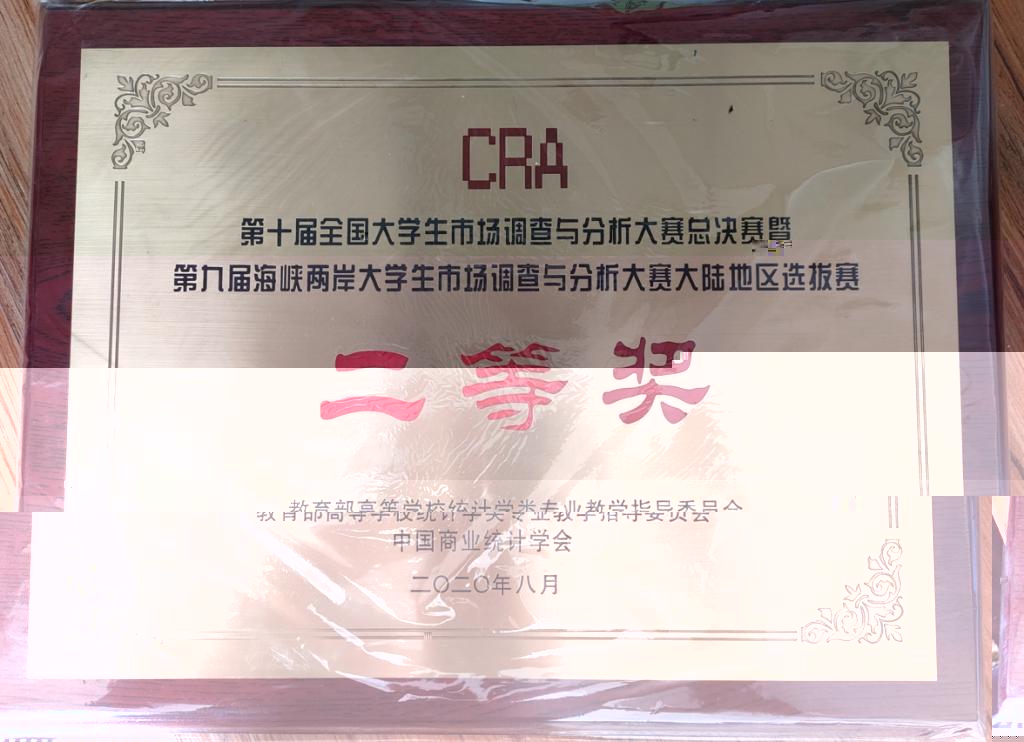 CRA
第十届全国大学生市场调查与分析大赛总决赛暨
第九届海峡两岸大学生市场调查与分析大赛大陆地区选拔赛
二等奖
教育部高等学校统计学类专业教学指导委员会
中国商业统计学会
二〇二〇年八月